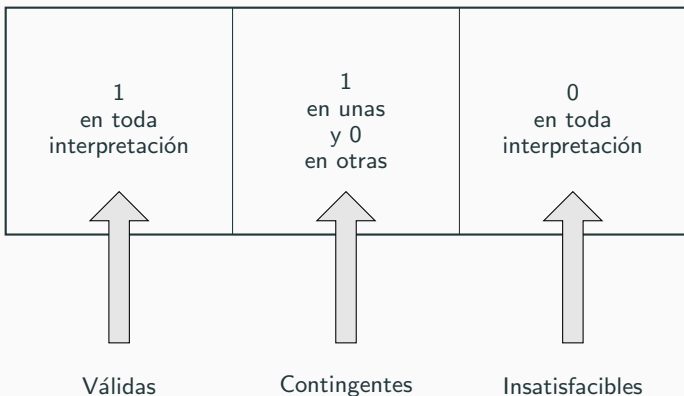 1
en toda
interpretación
1
en unas
y 0
en otras
0
en toda
interpretación
Válidas
Contingentes
Insatisfacibles